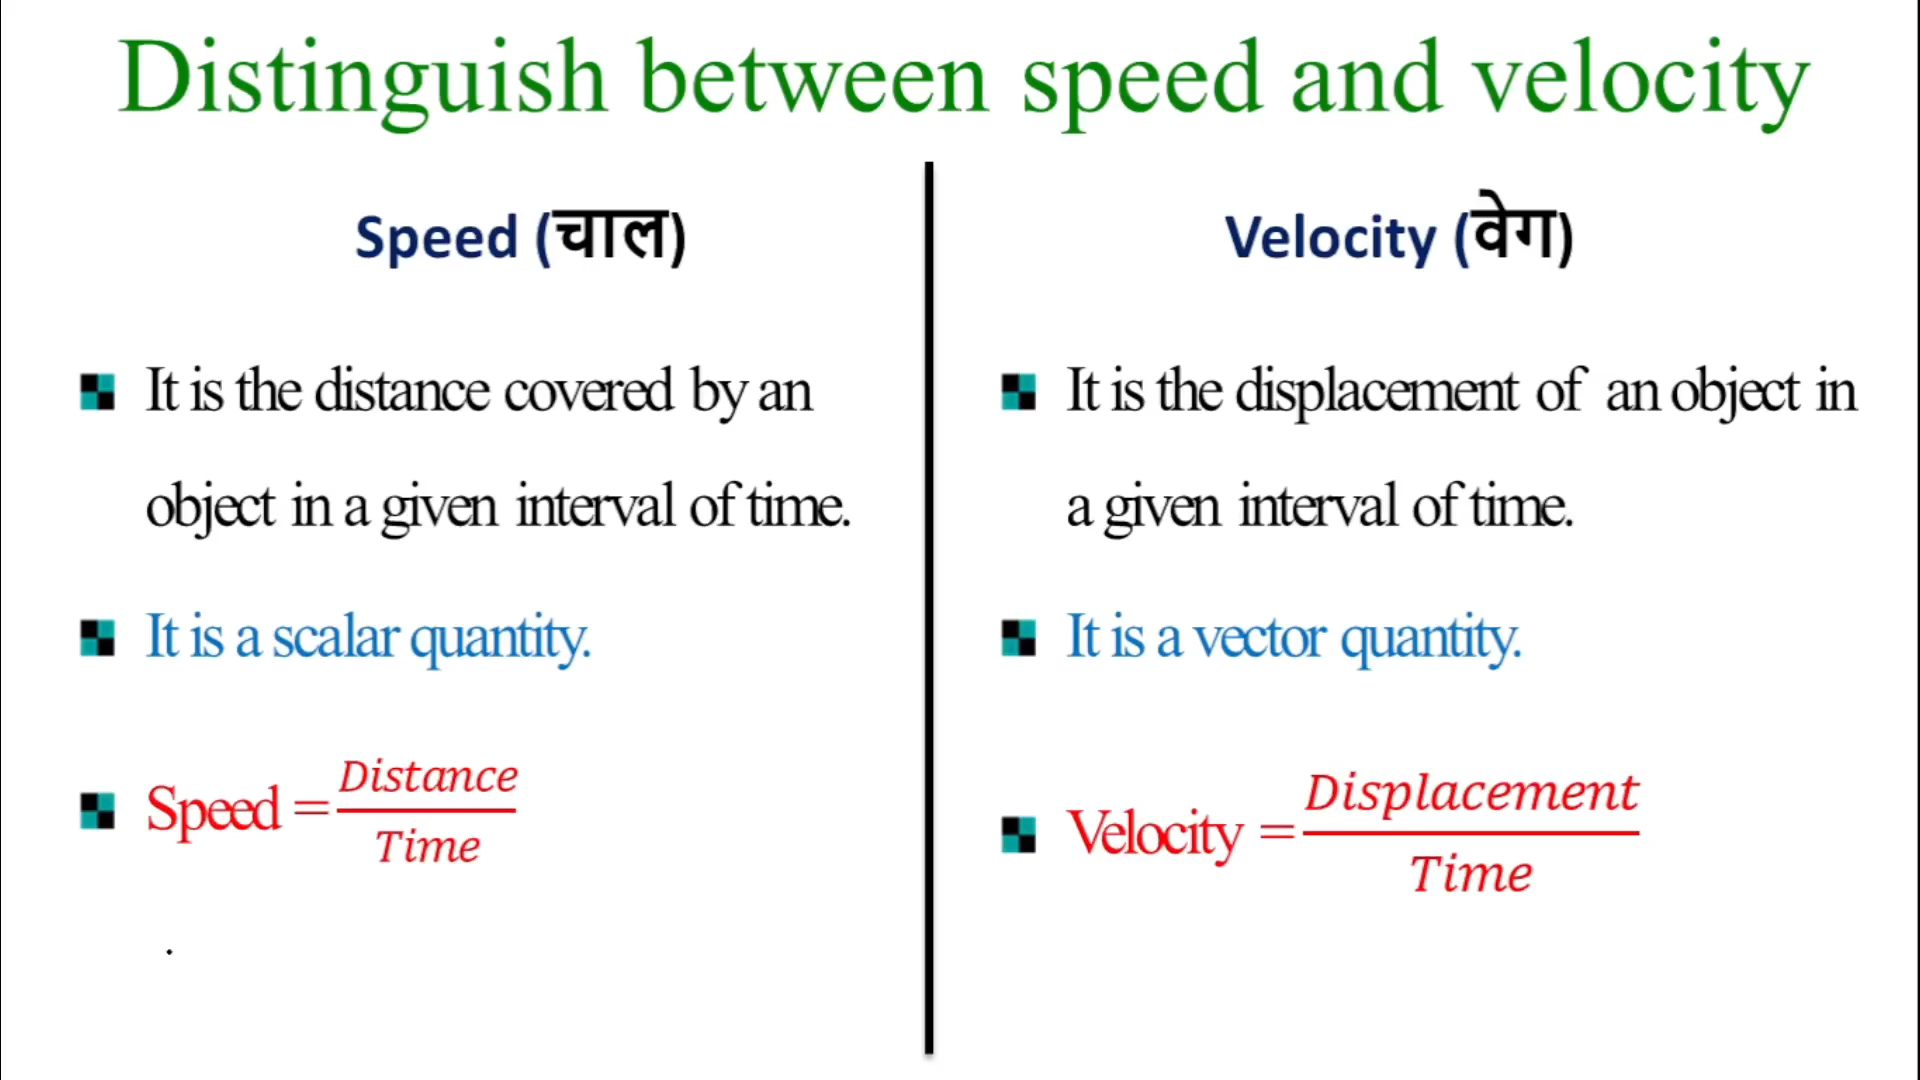 Distinguish between speed and velocity
Speed (चाल)
It is the distance covered by an
object in a given interval of time.
It is a scalar quantity.
Speed = Distance
Time
Velocity (वेग)
It is the displacement of an object in
a given interval of time.
It is a vector quantity.
Velocity = Displacement
Time